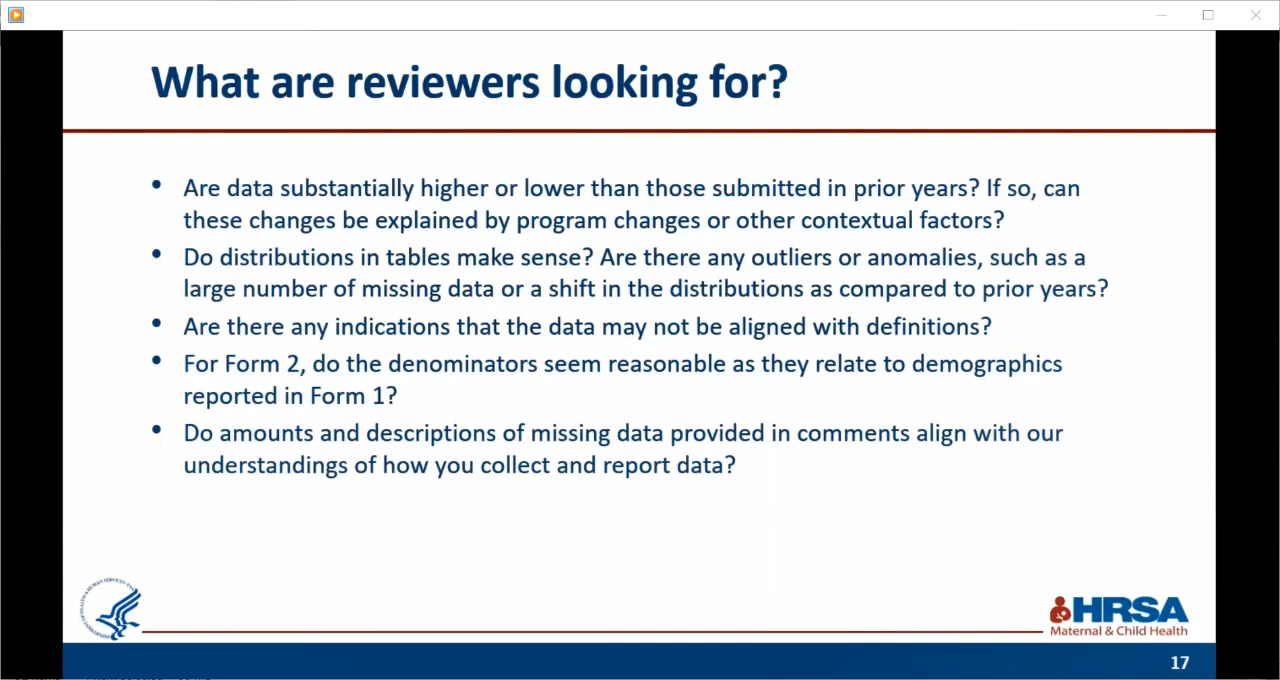 What are reviewers looking for?
• Are data substantially higher or lower than those submitted in prior years? If so, can
these changes be explained by program changes or other contextual factors?
• Do distributions in tables make sense? Are there any outliers or anomalies, such as a
large number of missing data or a shift in the distributions as compared to prior years?
• Are there any indications that the data may not be aligned with definitions?
• For Form 2, do the denominators seem reasonable as they relate to demographics
reported in Form 1?
• Do amounts and descriptions of missing data provided in comments align with our
understandings of how you collect and report data?
HRSA
Maternal & Child Health
17